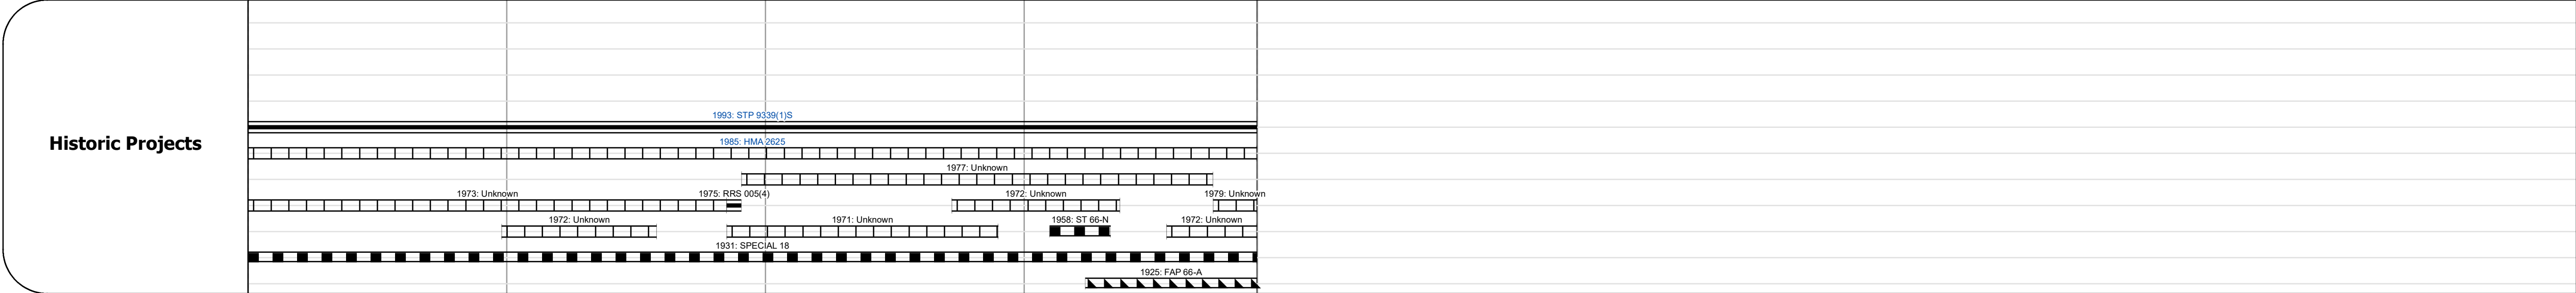 Historic Projects
1993: STP 9339(1)S
1985: HMA 2625
1977: Unknown
1973: Unknown 1975: RRS 005(4) 1972: Unknown 1979: Unknown
1972: Unknown 1971: Unknown 1958: ST 66-N 1972: Unknown
1931: SPECIAL 18
1925: FAP 66-A